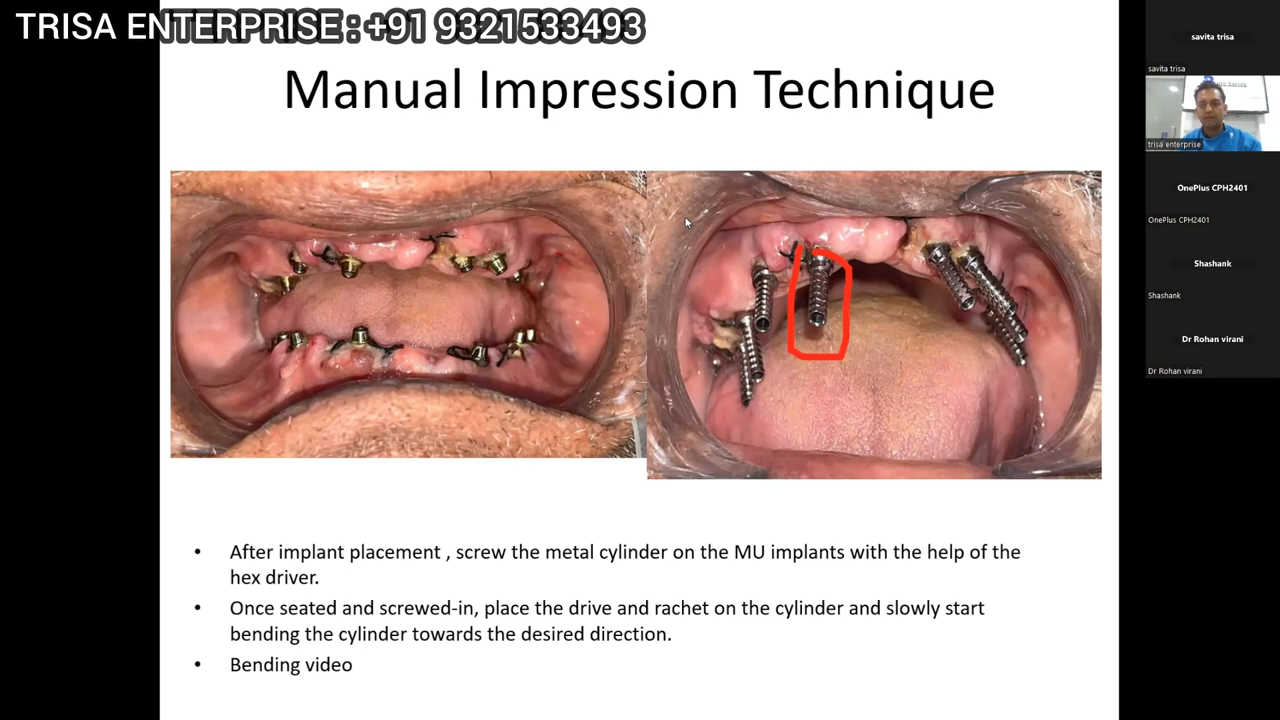 TRISA ENTERPRISE : +91 9321533493
Manual Impression Technique
• After implant placement , screw the metal cylinder on the MU implants with the help of the
hex driver.
• Once seated and screwed-in, place the drive and rachet on the cylinder and slowly start
bending the cylinder towards the desired direction.
• Bending video
savita trisa
savita trisa
trisa enterprise
OnePlus CPH2401
OnePlus CPH2401
Shashank
Shashank
Dr Rohan virani
Dr Rohan virani